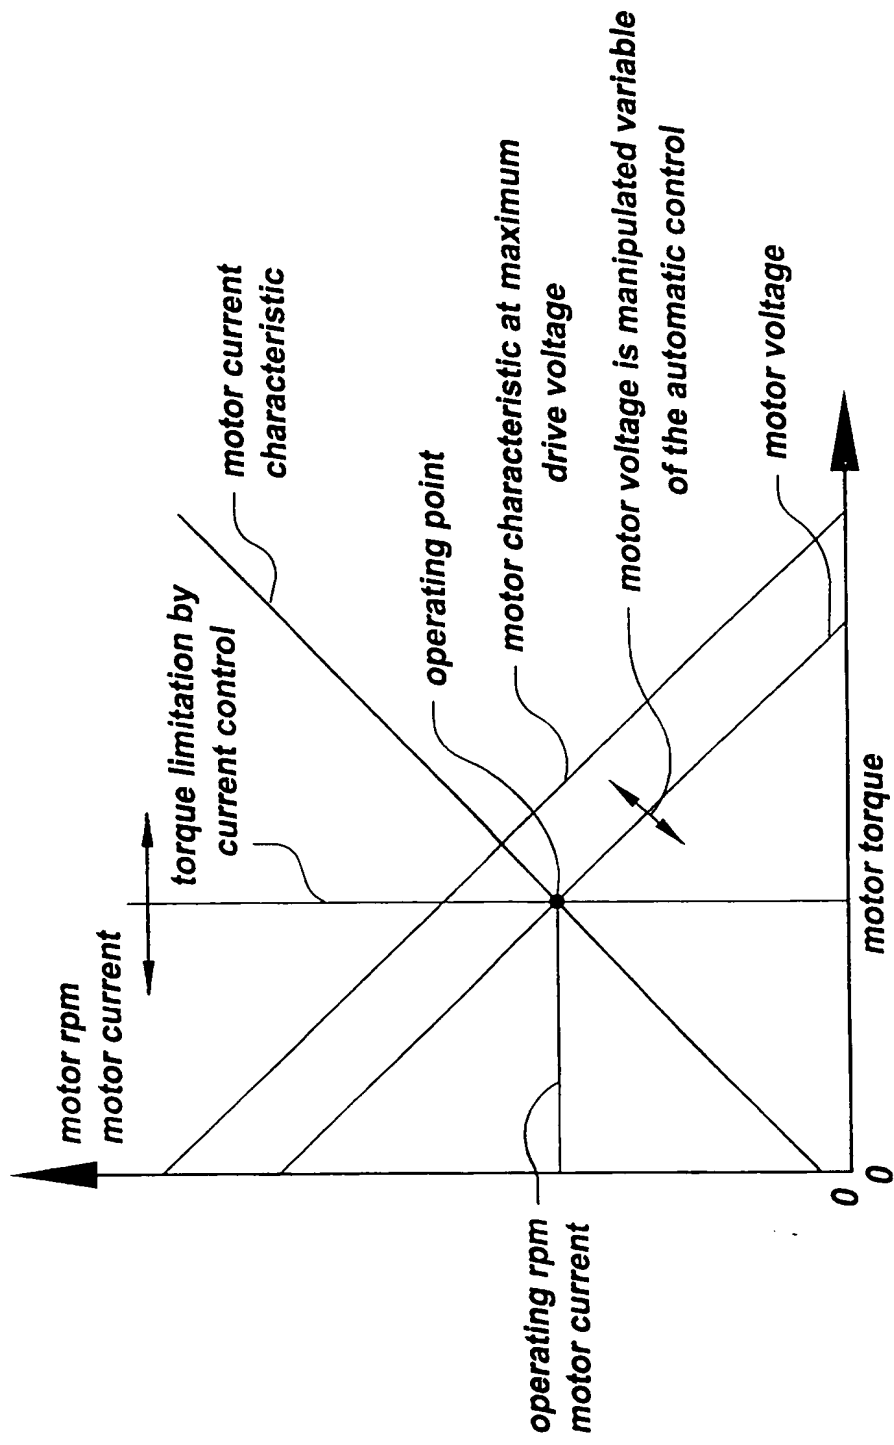 motor rpm
motor current
torque limitation by
current control
motor current
characteristic
operating point
motor characteristic at maximum
drive voltage
motor voltage is manipulated variable
of the automatic control
motor voltage
operating rpm
motor current
0
0
motor torque